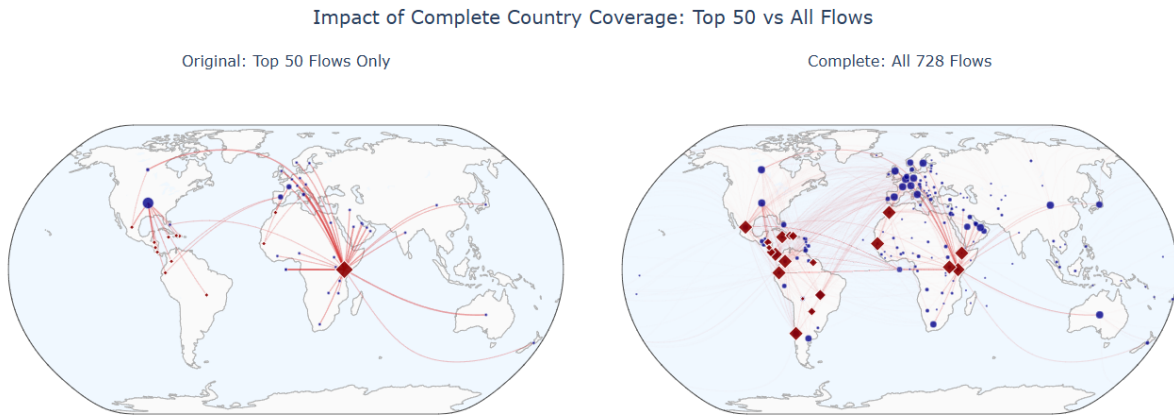 Impact of Complete Country Coverage: Top 50 vs All Flows
Original: Top 50 Flows Only
Complete: All 728 Flows